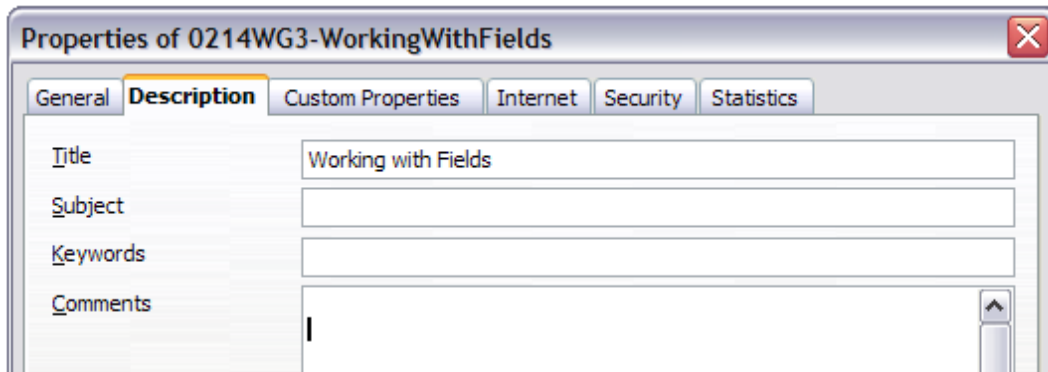 Properties of 0214WG3-WorkingWithFields
General Description Custom Properties Internet Security Statistics
Title Working with Fields
Subject
Keywords
Comments